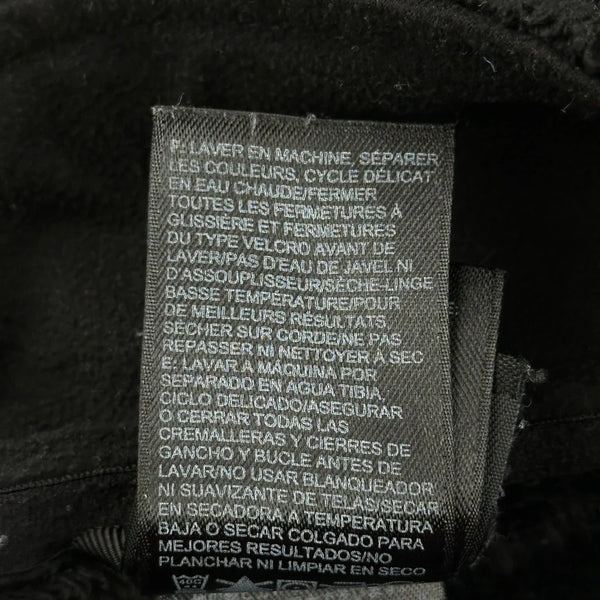 F: LAVER EN MACHINE, SÉPARER
LES COULEURS, CYCLE DÉLICAT
EN EAU CHAUDE/FERMER
TOUTES LES FERMETURES À
GLISSIÈRE ET FERMETURES
DU TYPE VELCRO AVANT DE
LAVER/PAS D'EAU DE JAVEL NI
D'ASSOUPLISSEUR/SÈCHE-LINGE
BASSE TEMPÉRATURE/POUR
DE MEILLEURS RÉSULTATS
SÉCHER SUR CORDE/NE PAS
REPASSER NI NETTOYER À SEC
E: LAVAR A MÁQUINA POR
SEPARADO EN AGUA TIBIA,
CICLO DELICADO/ASEGURAR
O CERRAR TODAS LAS
CREMALLERAS Y CIERRES DE
GANCHO Y BUCLE ANTES DE
LAVAR/NO USAR BLANQUEADOR
NI SUAVIZANTE DE TELAS/SECAR
EN SECADORA A TEMPERATURA
BAJA O SECAR COLGADO PARA
MEJORES RESULTADOS/NO
PLANCHAR NI LIMPIAR EN SECO
40C